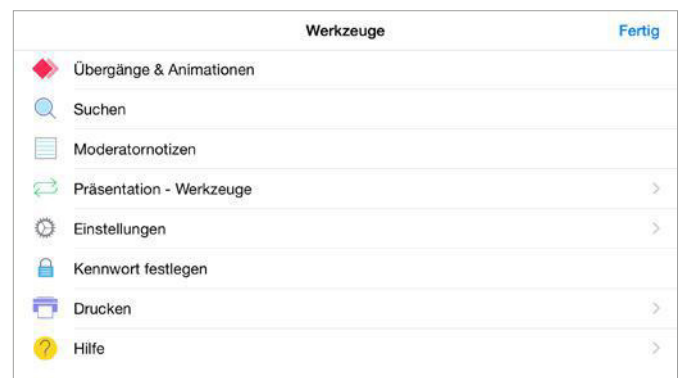 Werkzeuge Fertig
Übergänge & Animationen
Suchen
Moderatornotizen
Präsentation - Werkzeuge
Einstellungen
Kennwort festlegen
Drucken
Hilfe